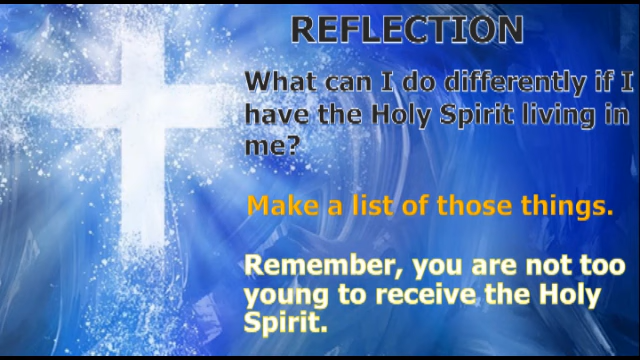 REFLECTION
What can I do differently if I
have the Holy Spirit living in
me?
Make a list of those things.
Remember, you are not too
young to receive the Holy
Spirit.